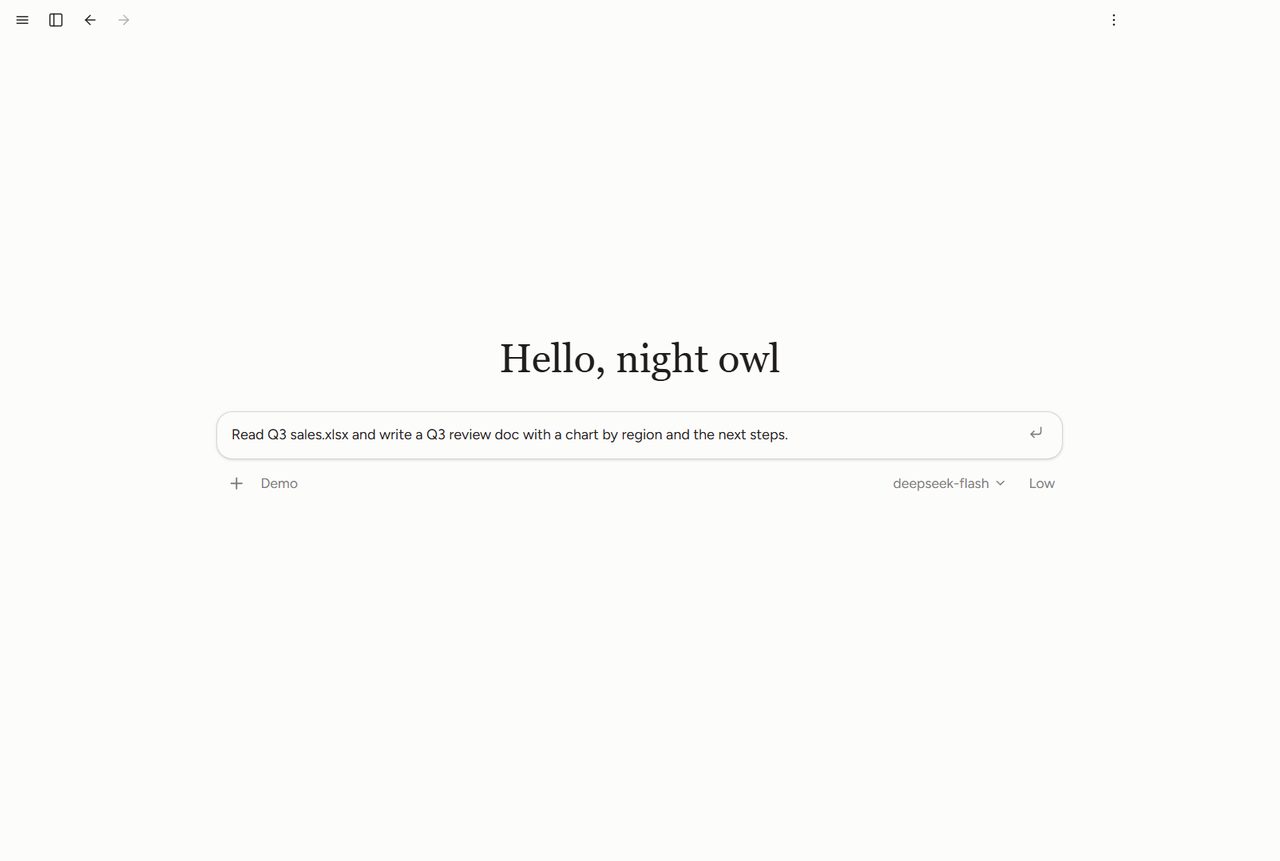 Hello, night owl
Read Q3 sales.xlsx and write a Q3 review doc with a chart by region and the next steps.
Demo
deepseek-flash
Low